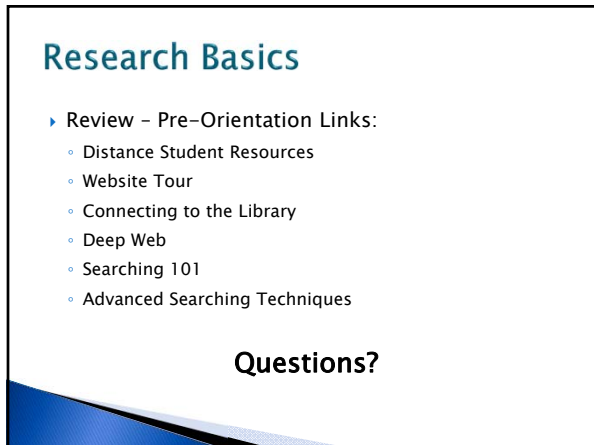 Research Basics
Review – Pre-Orientation Links:
Distance Student Resources
Website Tour
Connecting to the Library
Deep Web
Searching 101
Advanced Searching Techniques
Questions?